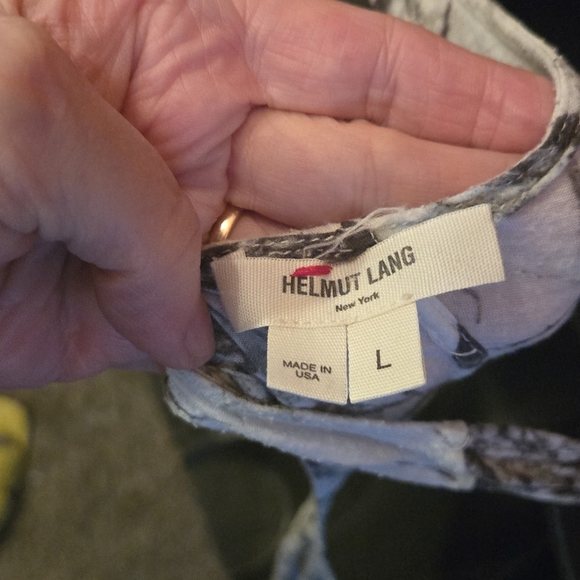 HELMUT LANG
New York
MADE IN
USA
L